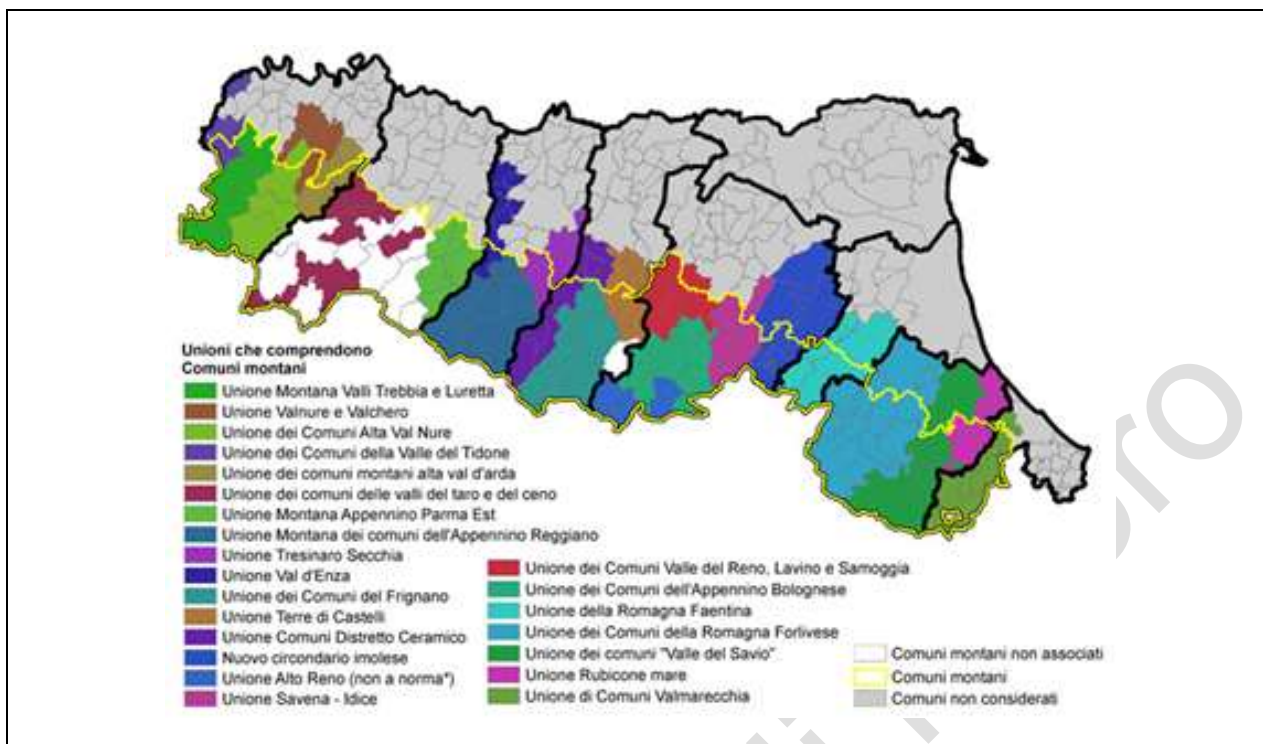 Unioni che comprendono
Comuni montani
Unione Montana Valli Trebbia e Luretta
Unione Valnure e Valchero
Unione dei Comuni Alta Val Nure
Unione dei Comuni della Valle del Tidone
Unione dei comuni montani alta val d'arda
Unione dei comuni delle valli del taro e del ceno
Unione Montana Appennino Parma Est
Unione Montana dei comuni dell'Appennino Reggiano
Unione Tresinaro Secchia
Unione Val d'Enza
Unione dei Comuni del Frignano
Unione Terre di Castelli
Unione Comuni Distretto Ceramico
Nuovo circondario imolese
Unione Alto Reno (non a norma*)
Unione Savena - Idice
Unione dei Comuni Valle del Reno, Lavino e Samoggia
Unione dei Comuni dell'Appennino Bolognese
Unione della Romagna Faentina
Unione dei Comuni della Romagna Forlivese
Unione dei comuni "Valle del Savio"
Unione Rubicone mare
Unione di Comuni Valmarecchia
Comuni montani non associati
Comuni montani
Comuni non considerati